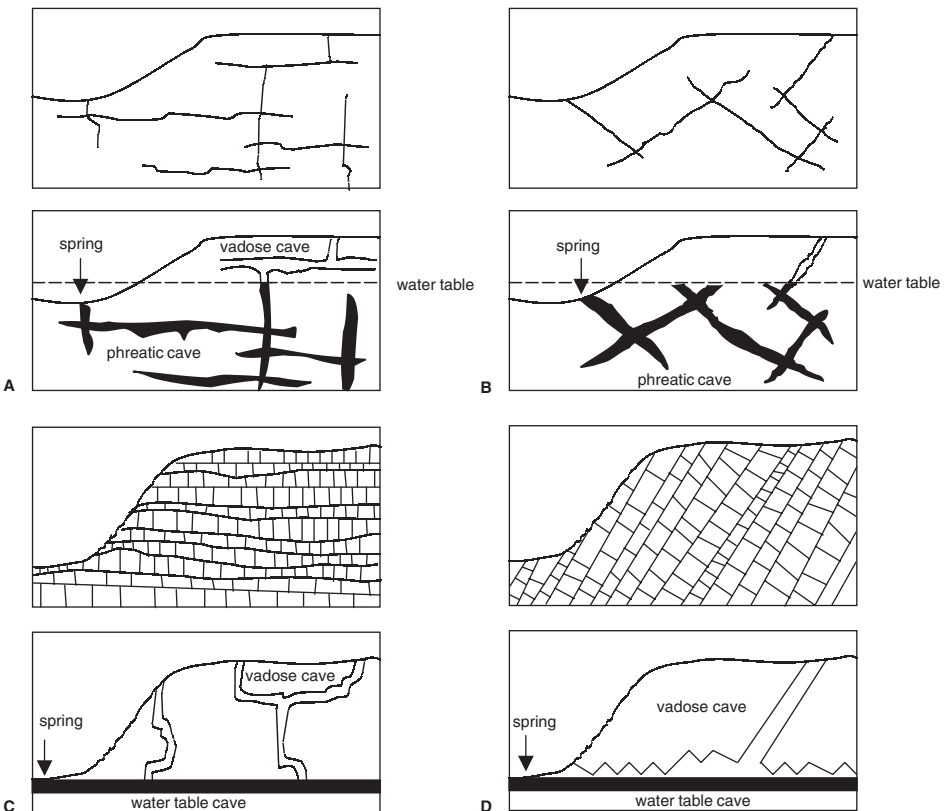 spring
vadose cave
water table
phreatic cave
A
spring
water table
phreatic cave
B
vadose cave
spring
water table cave
C
vadose cave
spring
water table cave
D